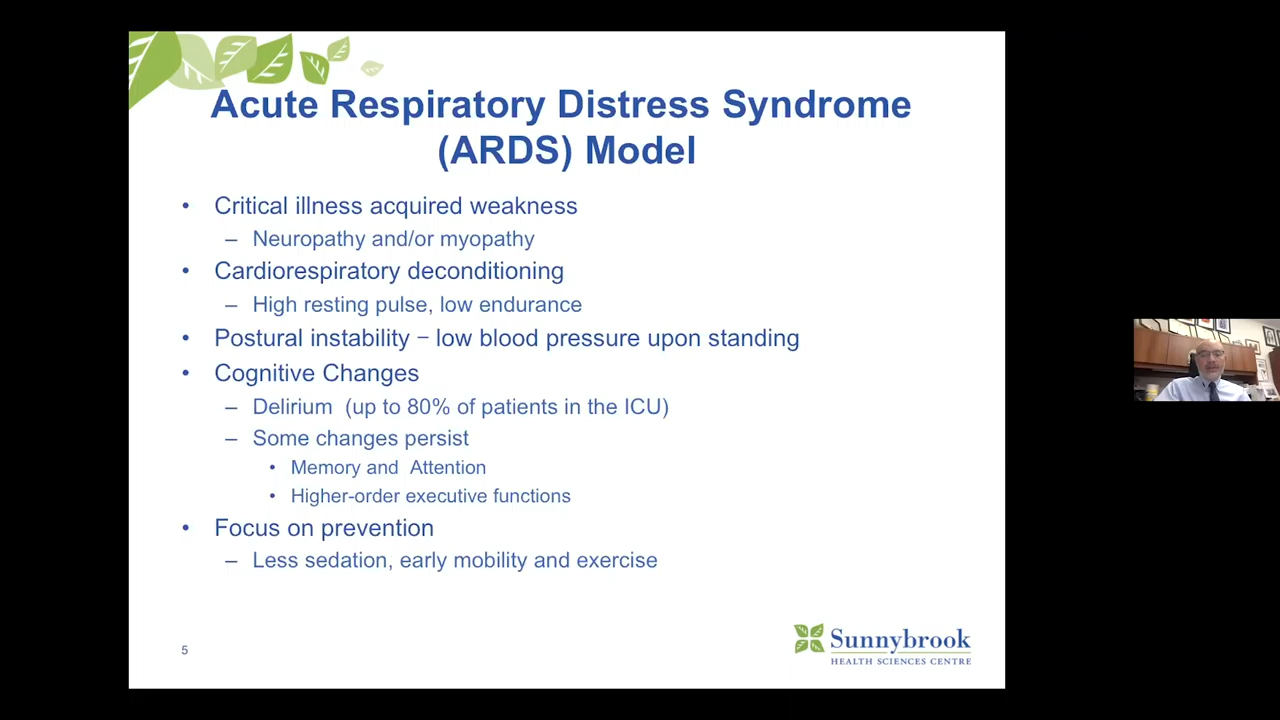 Acute Respiratory Distress Syndrome
(ARDS) Model
• Critical illness acquired weakness
– Neuropathy and/or myopathy
• Cardiorespiratory deconditioning
– High resting pulse, low endurance
• Postural instability – low blood pressure upon standing
• Cognitive Changes
– Delirium (up to 80% of patients in the ICU)
– Some changes persist
• Memory and Attention
• Higher-order executive functions
• Focus on prevention
– Less sedation, early mobility and exercise
5
Sunnybrook
HEALTH SCIENCES CENTRE